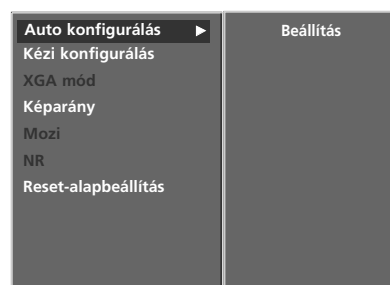 Auto konfigurálás ▶
Beállítás
Kézi konfigurálás
XGA mód
Képarány
Mozi
NR
Reset-alapbeállítás